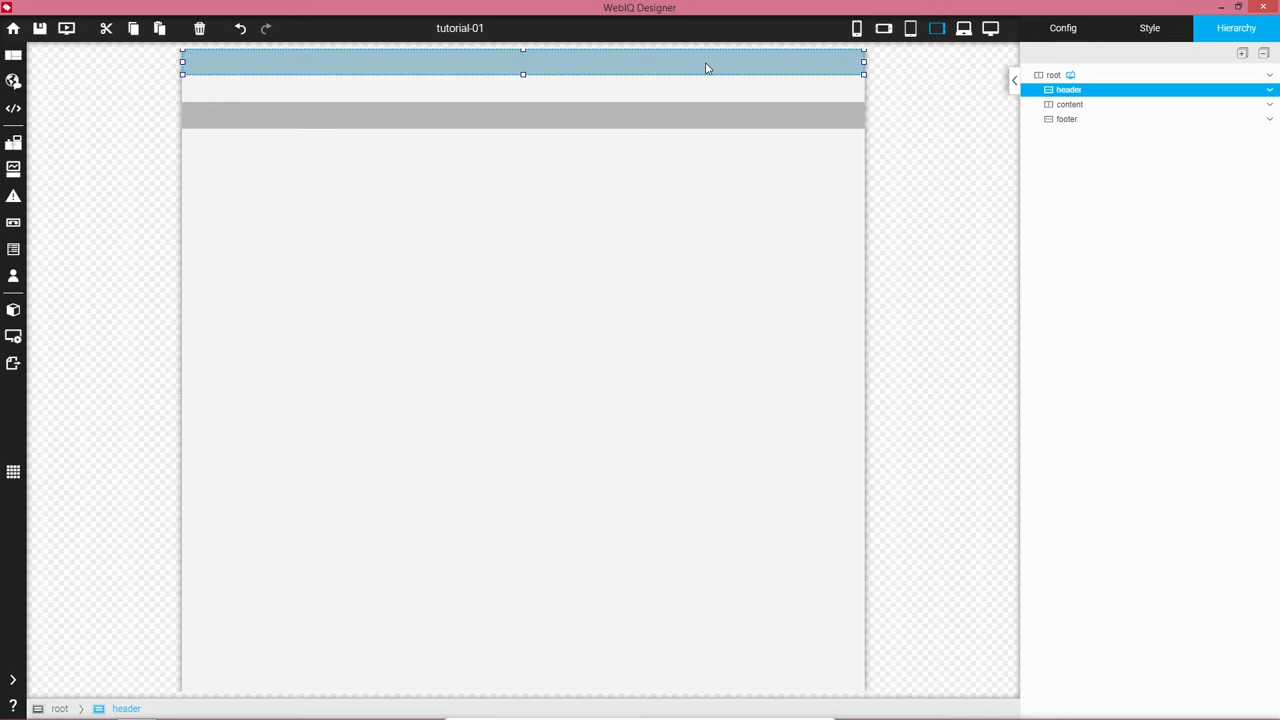 WebIQ Designer
tutorial-01
Config
Style
Hierarchy
root
header
content
footer
?
root
header